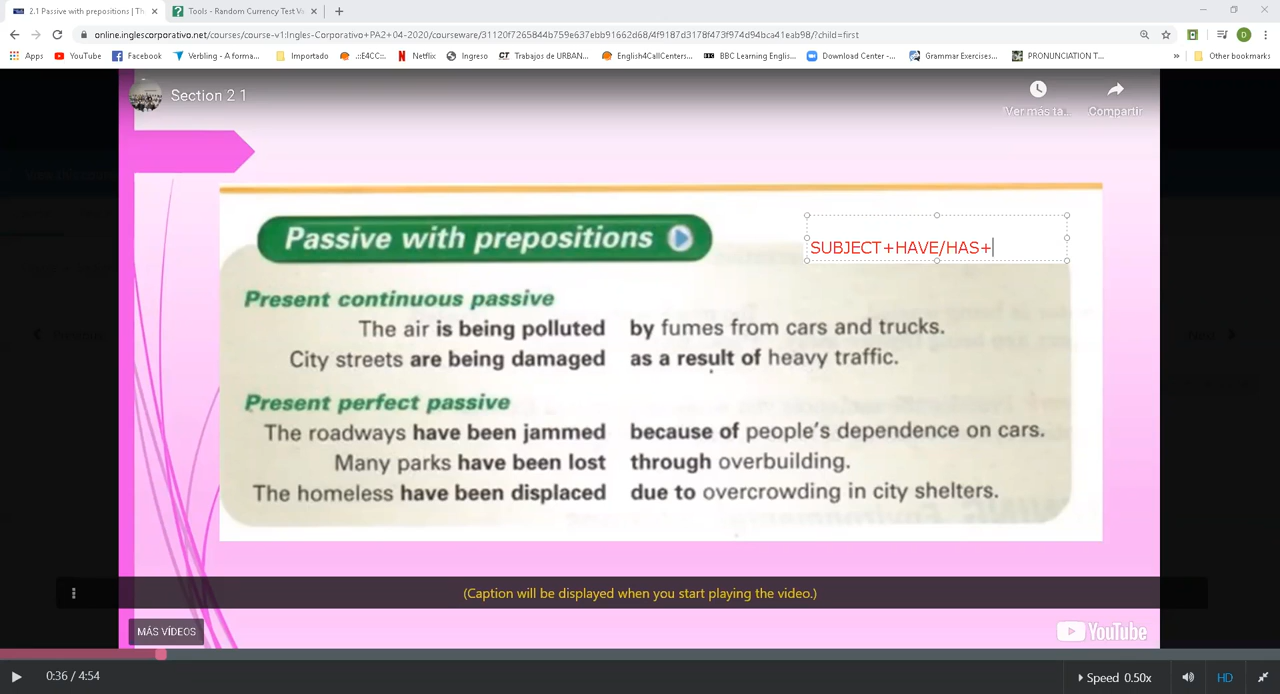 2.1 Passive with prepositions | Th
Tools - Random Currency Test V
online.inglescorporativo.net/courses/course-v1:Ingles-Corporativo+PA2+04-2020/courseware/31120f7265844b759e637ebb91662d68/4f9187d3178f473f974d94bca41eab98/?child=first
D
Apps YouTube Facebook Verbling - A forma... Importado .::E4CC::. Netflix Ingreso CT Trabajos de URBAN... English4CallCenters... BBC Learning Englis... Download Center -... Grammar Exercises... PRONUNCIATION T... » Other bookmarks
Section 2 1
Ver más ta... Compartir
Passive with prepositions
SUBJECT+HAVE/HAS+
Present continuous passive
The air is being polluted by fumes from cars and trucks.
City streets are being damaged as a result of heavy traffic.
Present perfect passive
The roadways have been jammed because of people's dependence on cars.
Many parks have been lost through overbuilding.
The homeless have been displaced due to overcrowding in city shelters.
(Caption will be displayed when you start playing the video.)
MÁS VÍDEOS
YouTube
0:36 / 4:54
Speed 0.50x HD